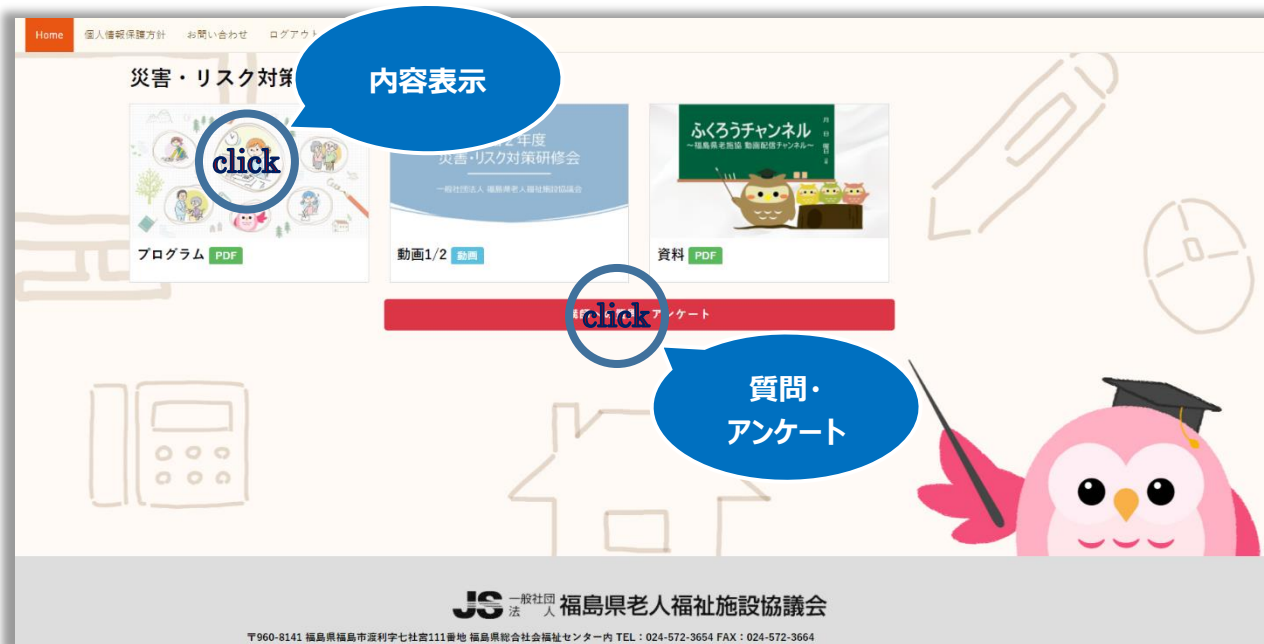 Home 個人情報保護方針 お問い合わせ ログアウト
災害・リスク対策
内容表示
click
2年度
災害・リスク対策研修会
一般社団法人 福島県老人福祉施設協議会
ふくろうチャンネル
～福島県老施協 動画配信チャンネル～
月
日
プログラム PDF
動画1/2 動画
資料 PDF
click
アンケート
質問・
アンケート
JS 一般社団法人 福島県老人福祉施設協議会
〒960-8141 福島県福島市渡利字七社宮111番地 福島県総合社会福祉センター内 TEL：024-572-3654 FAX：024-572-3664